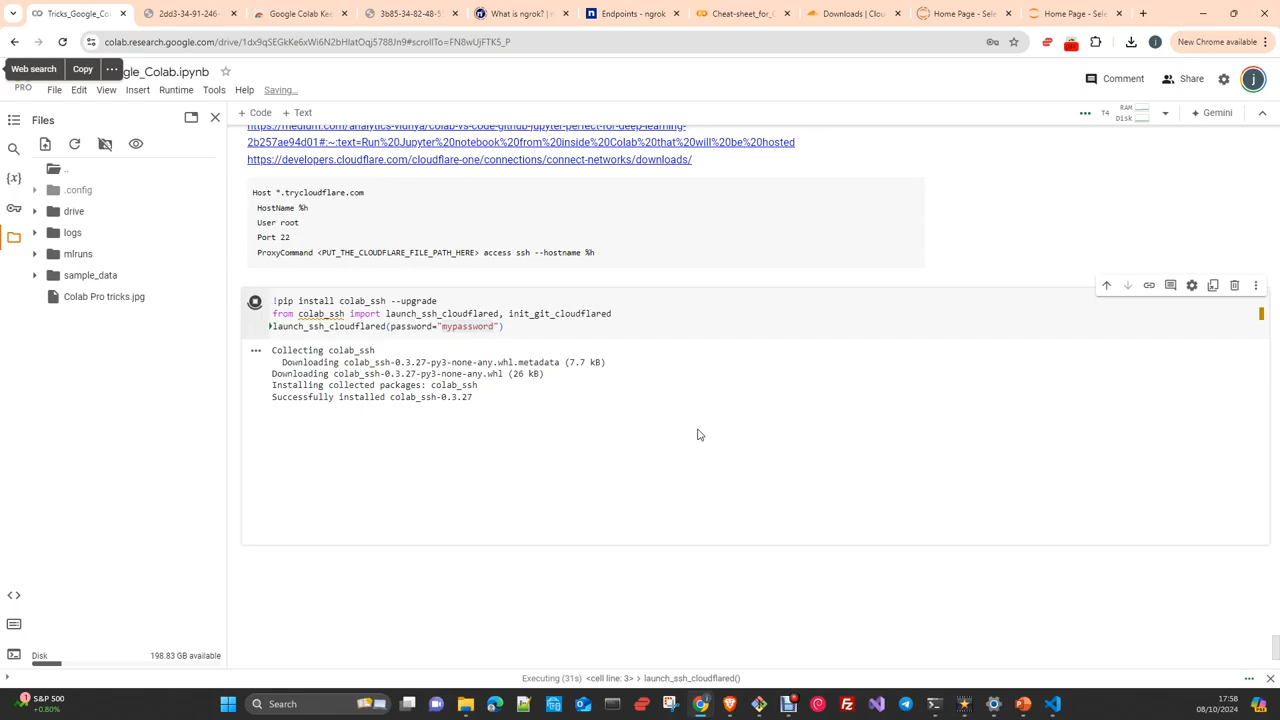 Tricks_Google_Col
2dd3-34-91-246-
Google Colab Kee
3b85-34-82-48-
What is ngrok? |
Endpoints - ngrok
Cheat-sheet_for_C
Downloads | Clou
Home Page - Sele
Home Page - Sele
colab.research.google.com/drive/1dx9qSEgkKe6xWi6N2bHlatOqj5788Jn9#scrollTo=FN8wUjFTK5_P
OFF
New Chrome available
Web search
Copy
gle_Colab.ipynb
PRO
File
Edit
View
Insert
Runtime
Tools
Help
Saving...
Comment
Share
j
Files
+ Code
+ Text
T4
RAM
Disk
Gemini
..
.config
drive
logs
mlruns
sample_data
Colab Pro tricks.jpg
https://medium.com/analytics-vidhya/colab-vs-code-github-jupyter-perfect-for-deep-learning-
2b257ae94d01#:~:text=Run%20Jupyter%20notebook%20from%20inside%20Colab%20that%20will%20be%20hosted
https://developers.cloudflare.com/cloudflare-one/connections/connect-networks/downloads/
Host *.trycloudflare.com
HostName %h
User root
Port 22
ProxyCommand <PUT_THE_CLOUDFLARE_FILE_PATH_HERE> access ssh --hostname %h
!pip install colab_ssh --upgrade
from colab_ssh import launch_ssh_cloudflared, init_git_cloudflared
launch_ssh_cloudflared(password="mypassword")
Collecting colab_ssh
Downloading colab_ssh-0.3.27-py3-none-any.whl.metadata (7.7 kB)
Downloading colab_ssh-0.3.27-py3-none-any.whl (26 kB)
Installing collected packages: colab_ssh
Successfully installed colab_ssh-0.3.27
Disk
198.83 GB available
Executing (31s) <cell line: 3> > launch_ssh_cloudflared()
S&P 500
+0.80%
Search
17:58
08/10/2024